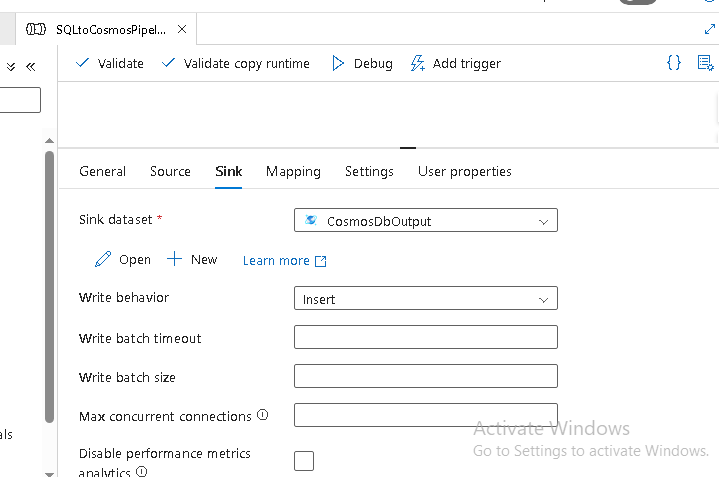 SQLtoCosmosPipel...
Validate
Validate copy runtime
Debug
Add trigger
General
Source
Sink
Mapping
Settings
User properties
Sink dataset *
CosmosDbOutput
Open
New
Learn more
Write behavior
Insert
Write batch timeout
Write batch size
Max concurrent connections
Disable performance metrics
analytics
als
Activate Windows
Go to Settings to activate Windows.